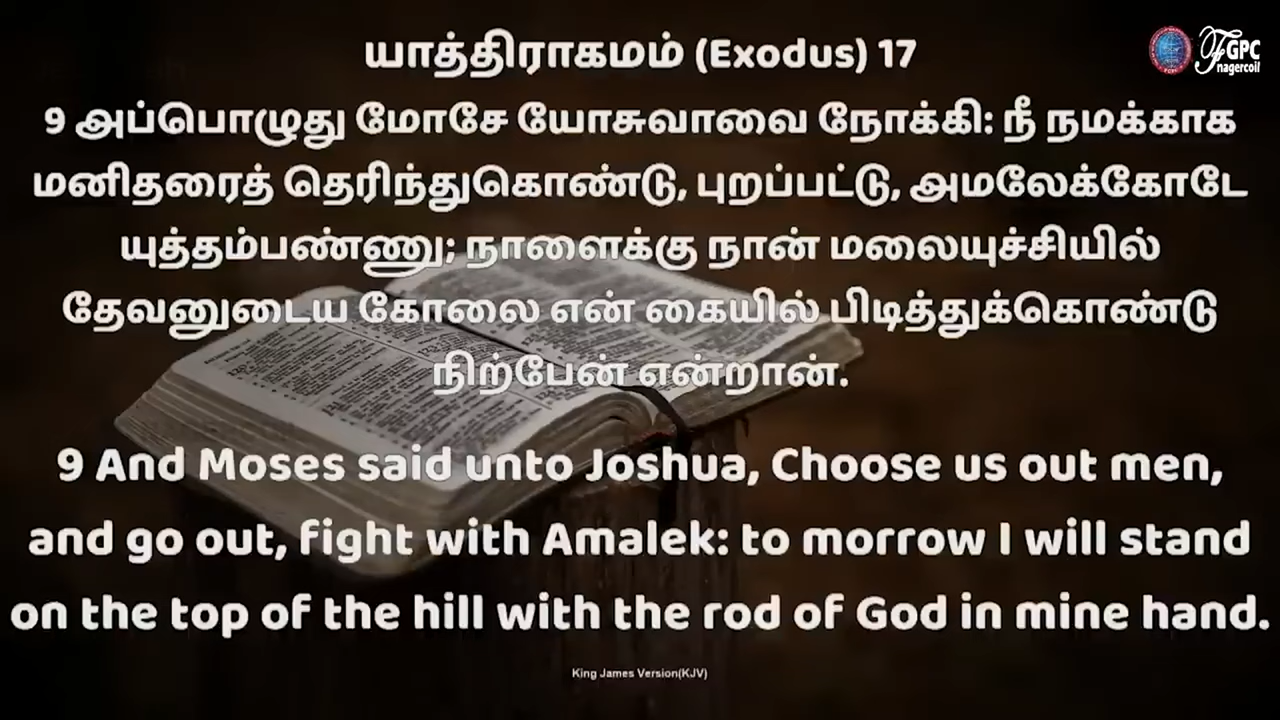 யாத்திராகமம் (Exodus) 17
FGPC
nagercoil
9 அப்பொழுது மோசே யோசுவாவை நோக்கி: நீ நமக்காக
மனிதரைத் தெரிந்துகொண்டு, புறப்பட்டு, அமலேக்கோடே
யுத்தம்பண்ணு; நாளைக்கு நான் மலையுச்சியில்
தேவனுடைய கோலை என் கையில் பிடித்துக்கொண்டு
நிற்பேன் என்றான்.
9 And Moses said unto Joshua, Choose us out men,
and go out, fight with Amalek: to morrow I will stand
on the top of the hill with the rod of God in mine hand.
King James Version(KJV)